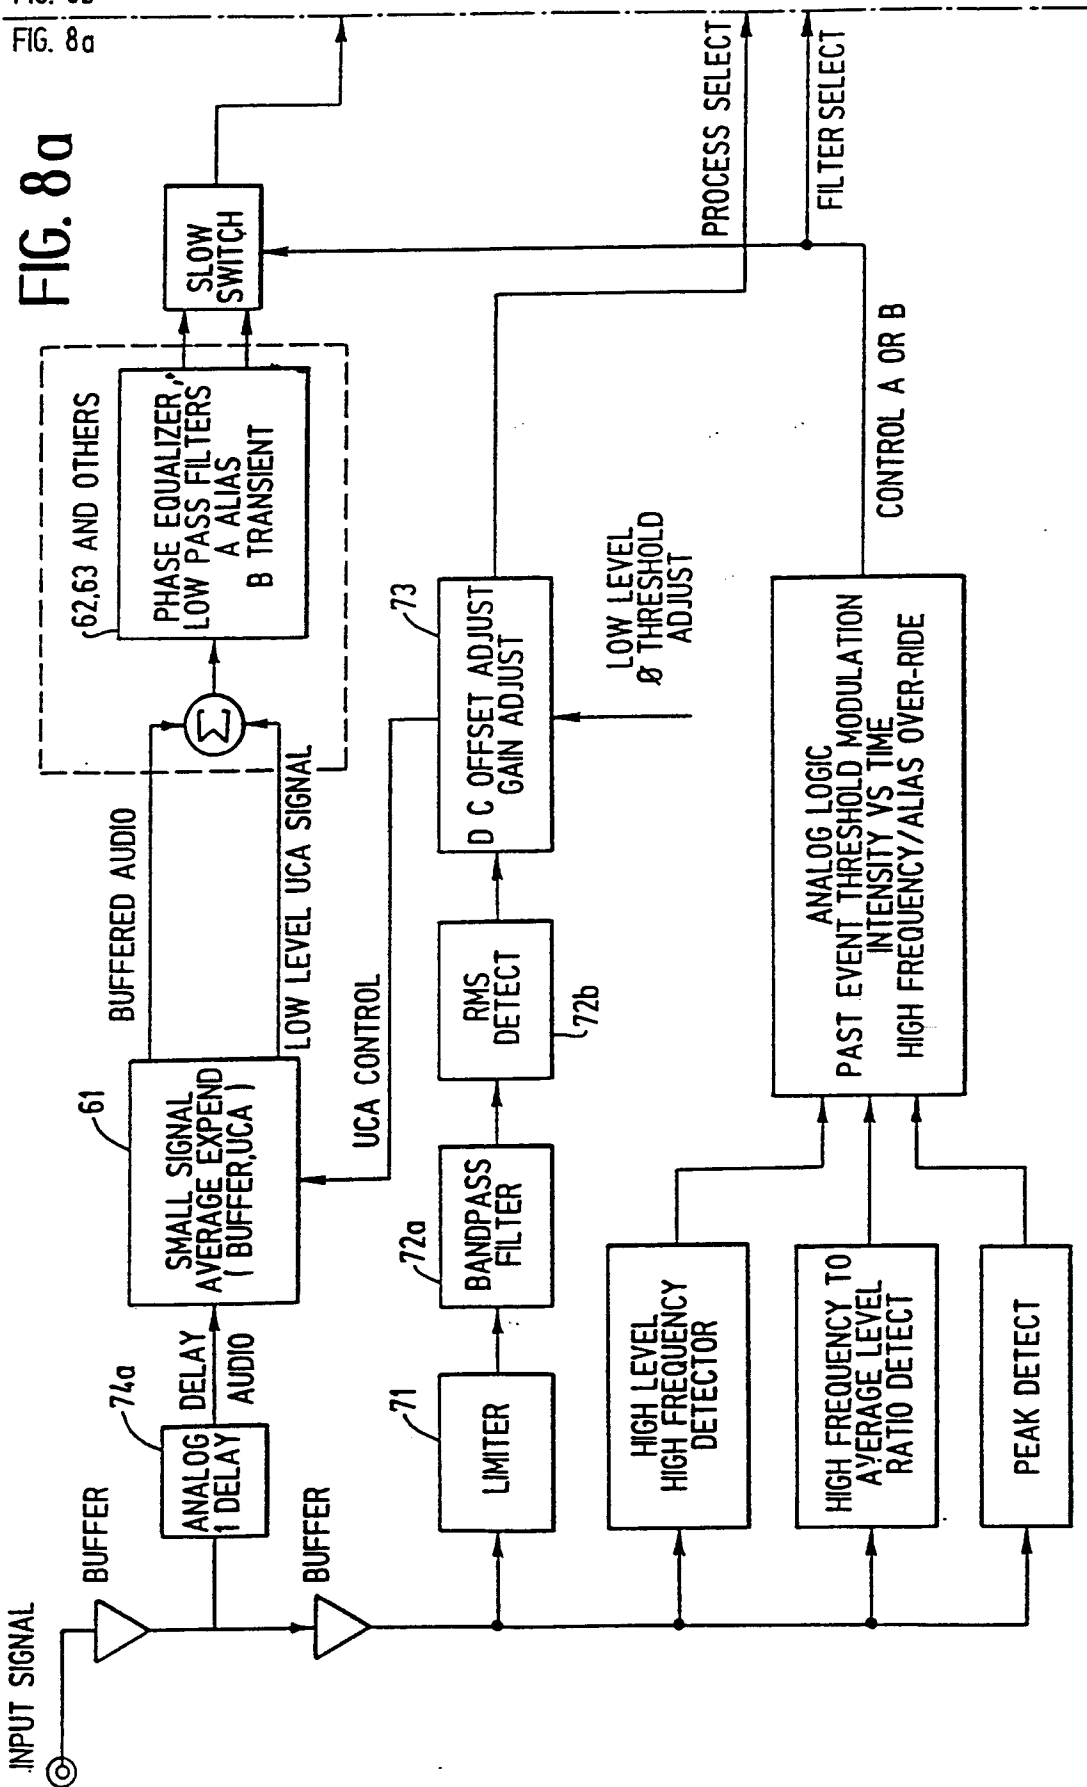 FIG. 8a
FIG. 8a
INPUT SIGNAL
BUFFER
BUFFER
74a
ANALOG
1 DELAY
DELAY
AUDIO
61
SMALL SIGNAL
AVERAGE EXPEND
( BUFFER,UCA )
BUFFERED AUDIO
LOW LEVEL UCA SIGNAL
Σ
62,63 AND OTHERS
PHASE EQUALIZER,
LOW PASS FILTERS
A ALIAS
B TRANSIENT
SLOW
SWITCH
UCA CONTROL
71
LIMITER
72a
BANDPASS
FILTER
RMS
DETECT
72b
73
D C OFFSET ADJUST
GAIN ADJUST
LOW LEVEL
Ø THRESHOLD
ADJUST
PROCESS SELECT
FILTER SELECT
HIGH LEVEL
HIGH FREQUENCY
DETECTOR
HIGH FREQUENCY TO
AVERAGE LEVEL
RATIO DETECT
PEAK DETECT
ANALOG LOGIC
PAST EVENT THRESHOLD MODULATION
INTENSITY VS TIME
HIGH FREQUENCY/ALIAS OVER-RIDE
CONTROL A OR B